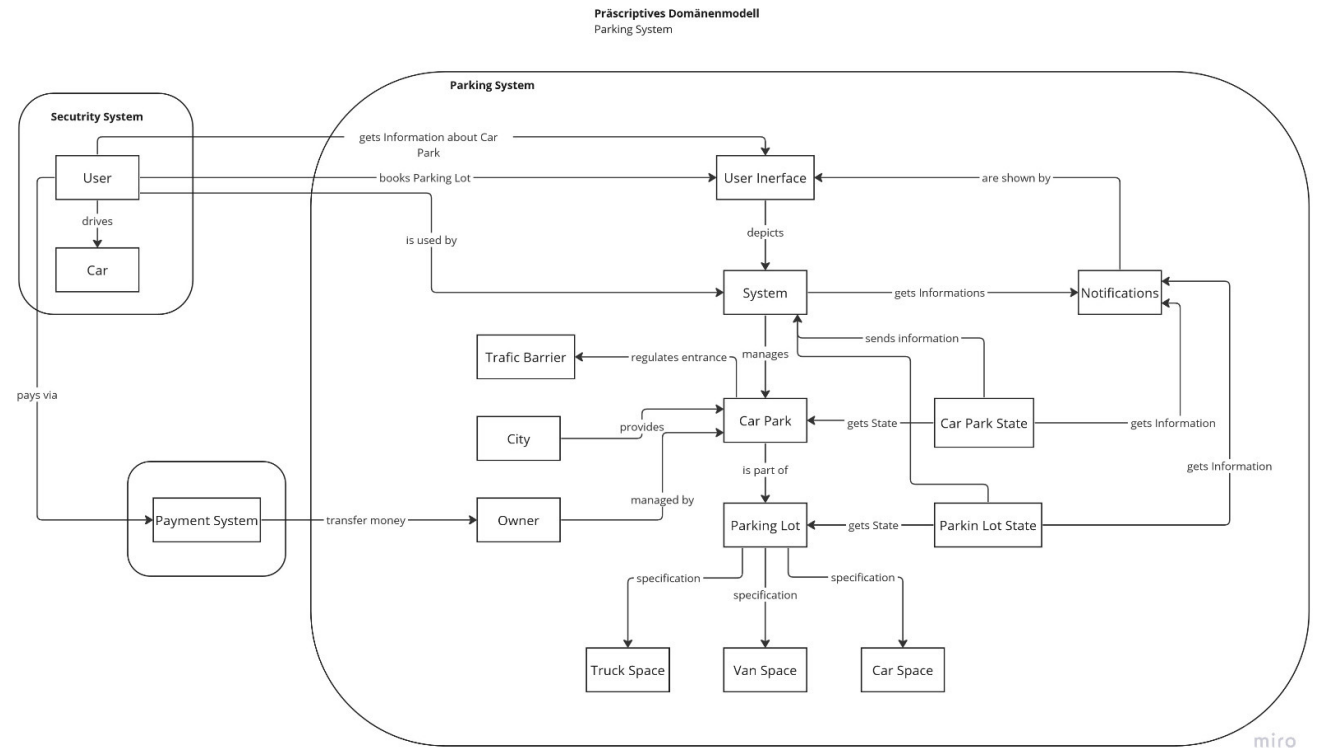 Präscriptives Domänenmodell
Parking System
Parking System
Secutrity System
gets Information about Car
Park
User
books Parking Lot
User Inerface
are shown by
drives
depicts
is used by
Car
System
gets Informations
Notifications
sends information
Trafic Barrier
regulates entrance
manages
pays via
City
provides
Car Park
gets State
Car Park State
gets Information
is part of
gets Information
managed by
Payment System
transfer money
Owner
Parking Lot
gets State
Parkin Lot State
specification
specification
specification
Truck Space
Van Space
Car Space
miro